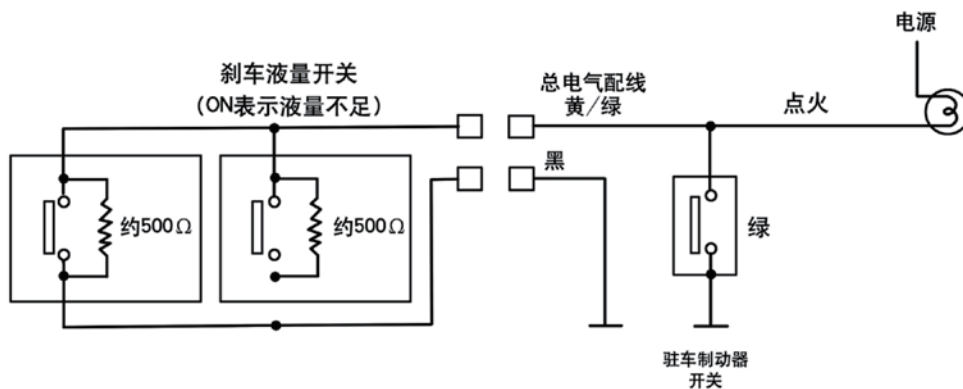 电源
刹车液量开关
(ON表示液量不足)
总电气配线
黄/绿
点火
黑
约500Ω
约500Ω
绿
驻车制动器
开关